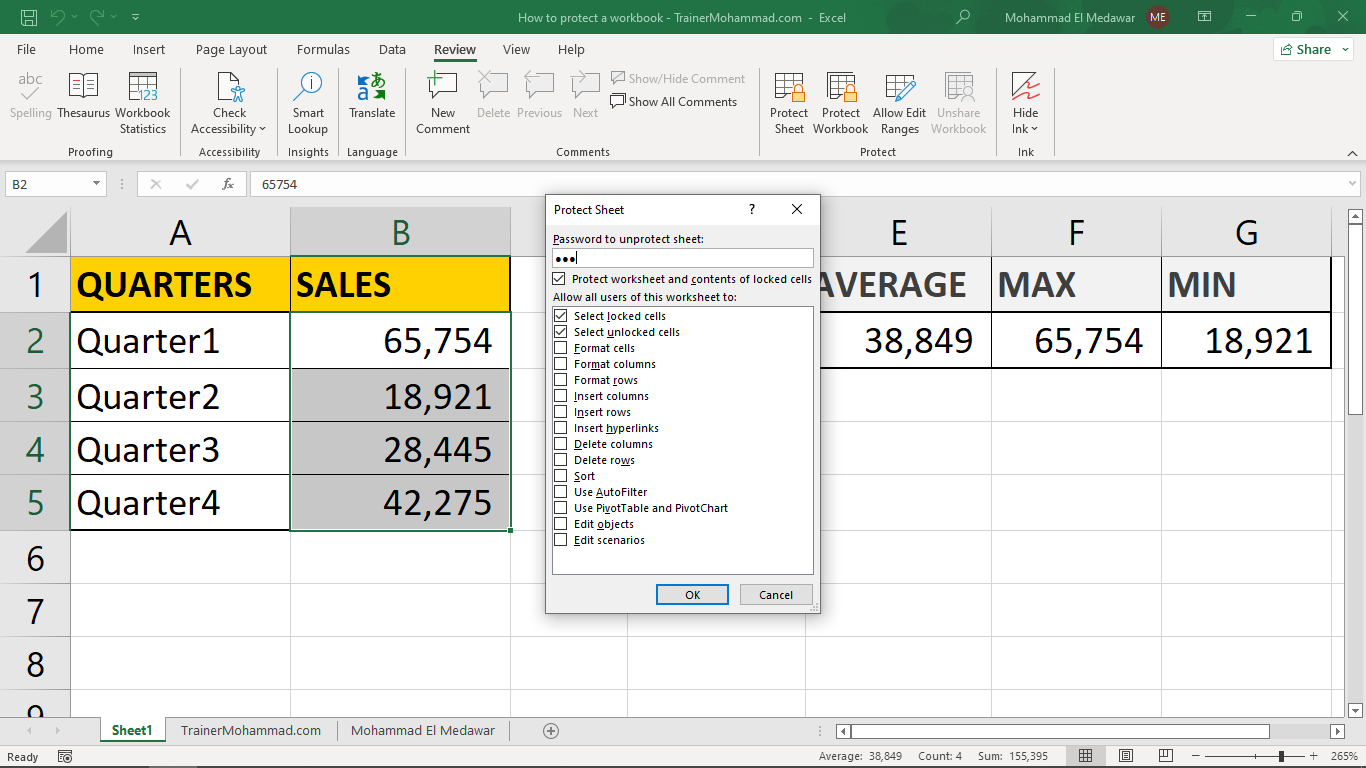 How to protect a workbook - TrainerMohammad.com - Excel
Mohammad El Medawar ME
File Home Insert Page Layout Formulas Data Review View Help Share
abc
Spelling
Thesaurus
Workbook Statistics
Proofing
Check Accessibility
Accessibility
Smart Lookup
Insights
Translate
Language
New Comment
Delete
Previous
Next
Show/Hide Comment
Show All Comments
Comments
Protect Sheet
Protect Workbook
Allow Edit Ranges
Unshare Workbook
Protect
Hide Ink
Ink
B2 fx 65754
A B E F G
1 QUARTERS SALES AVERAGE MAX MIN
2 Quarter1 65,754 38,849 65,754 18,921
3 Quarter2 18,921
4 Quarter3 28,445
5 Quarter4 42,275
6
7
8
9
Protect Sheet ?
Password to unprotect sheet:
●●●
Protect worksheet and contents of locked cells
Allow all users of this worksheet to:
Select locked cells
Select unlocked cells
Format cells
Format columns
Format rows
Insert columns
Insert rows
Insert hyperlinks
Delete columns
Delete rows
Sort
Use AutoFilter
Use PivotTable and PivotChart
Edit objects
Edit scenarios
OK Cancel
Sheet1 TrainerMohammad.com Mohammad El Medawar
Ready Average: 38,849 Count: 4 Sum: 155,395 265%